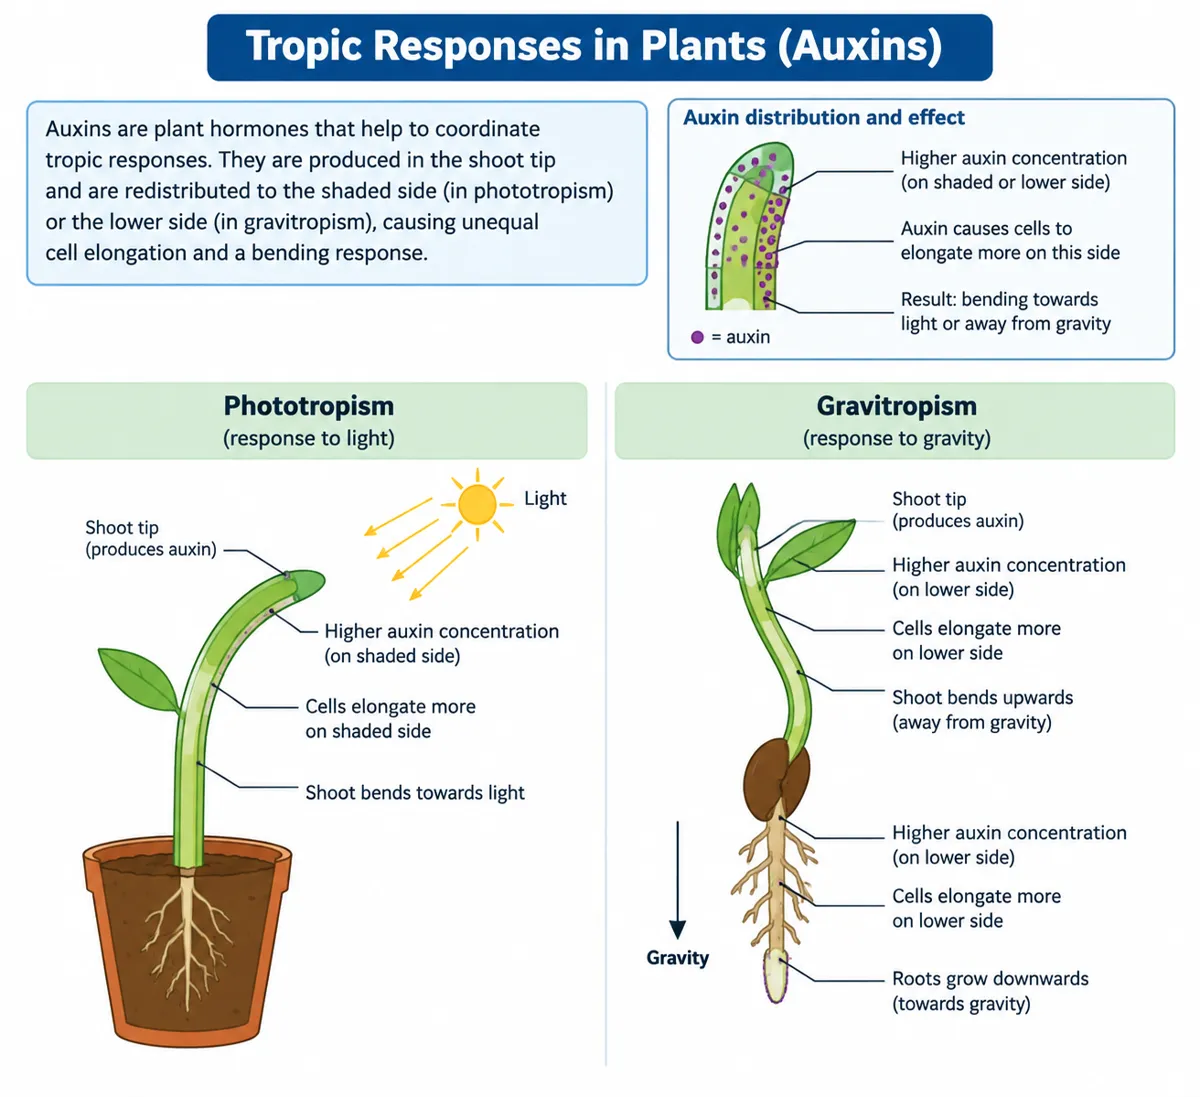 Tropic Responses in Plants (Auxins)
Auxins are plant hormones that help to coordinate
tropic responses. They are produced in the shoot tip
and are redistributed to the shaded side (in phototropism)
or the lower side (in gravitropism), causing unequal
cell elongation and a bending response.
Auxin distribution and effect
Higher auxin concentration
(on shaded or lower side)
Auxin causes cells to
elongate more on this side
Result: bending towards
light or away from gravity
= auxin
Phototropism
(response to light)
Light
Shoot tip
(produces auxin)
Higher auxin concentration
(on shaded side)
Cells elongate more
on shaded side
Shoot bends towards light
Gravitropism
(response to gravity)
Shoot tip
(produces auxin)
Higher auxin concentration
(on lower side)
Cells elongate more
on lower side
Shoot bends upwards
(away from gravity)
Higher auxin concentration
(on lower side)
Cells elongate more
on lower side
Gravity
Roots grow downwards
(towards gravity)